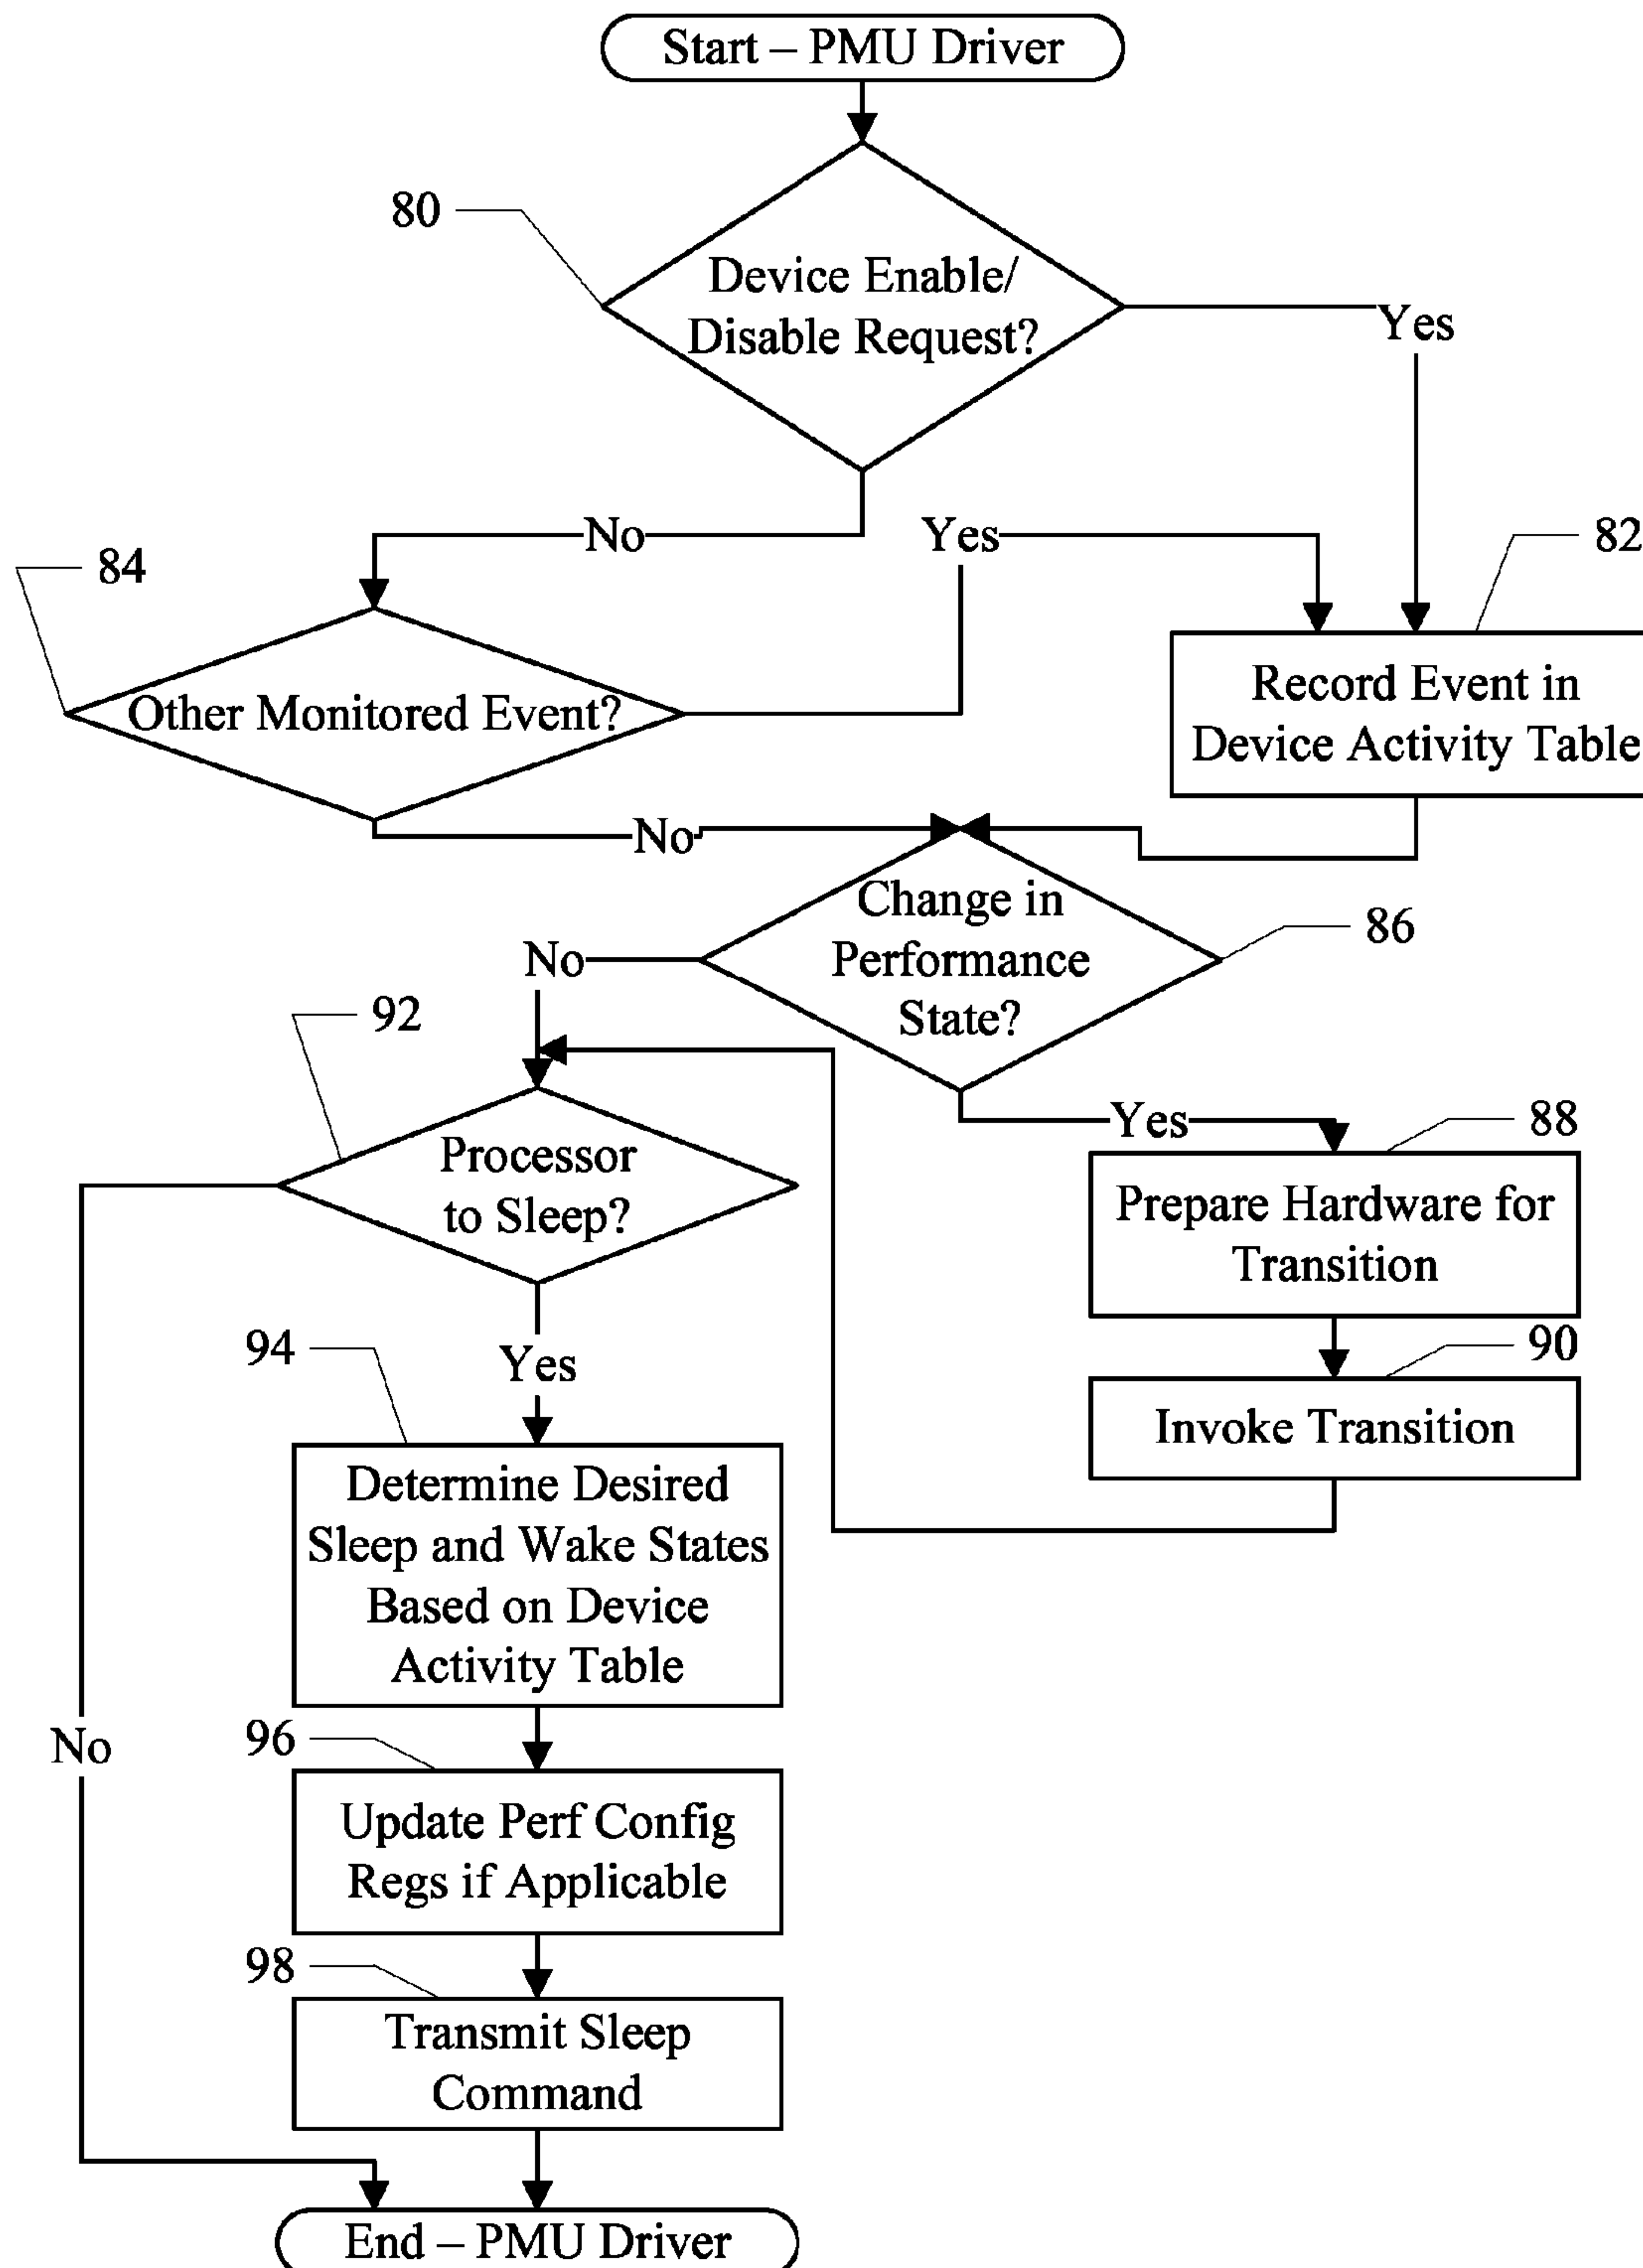 Start – PMU Driver
80
Device Enable/
Disable Request?
Yes
No
Yes
82
84
Other Monitored Event?
Record Event in
Device Activity Table
No
Change in
Performance
State?
86
No
92
Processor
to Sleep?
Yes
88
Prepare Hardware for
Transition
90
Invoke Transition
94
Yes
Determine Desired
Sleep and Wake States
Based on Device
Activity Table
No
96
Update Perf Config
Regs if Applicable
98
Transmit Sleep
Command
End – PMU Driver